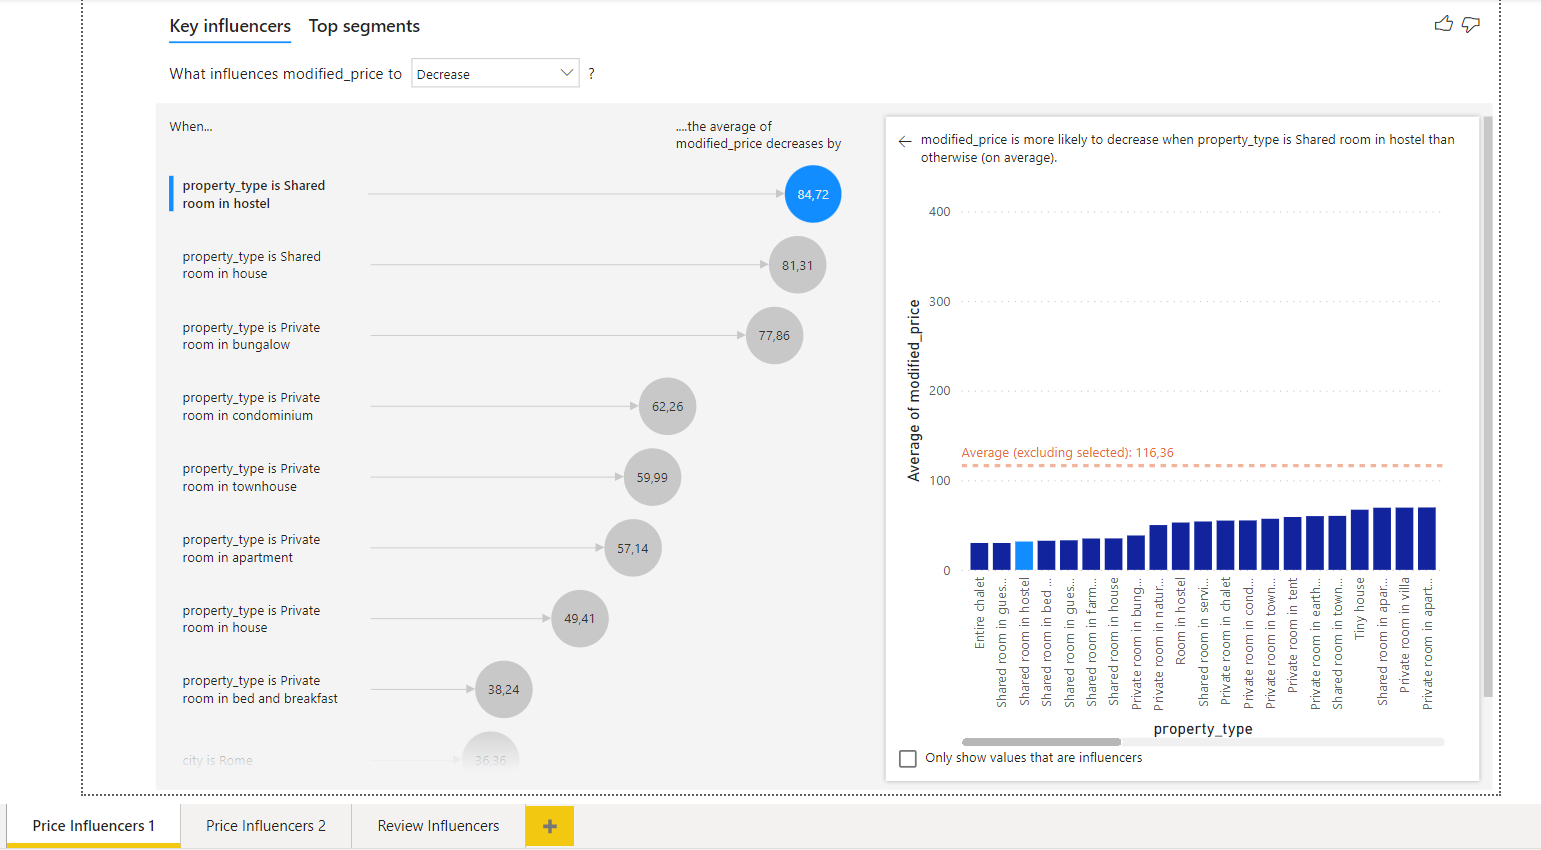 Key influencers Top segments
What influences modified_price to Decrease ?
When...
....the average of
modified_price decreases by
property_type is Shared
room in hostel
84,72
property_type is Shared
room in house
81,31
property_type is Private
room in bungalow
77,86
property_type is Private
room in condominium
62,26
property_type is Private
room in townhouse
59,99
property_type is Private
room in apartment
57,14
property_type is Private
room in house
49,41
property_type is Private
room in bed and breakfast
38,24
city is Rome
36,36
modified_price is more likely to decrease when property_type is Shared room in hostel than
otherwise (on average).
Average of modified_price
400
300
200
100
0
Average (excluding selected): 116,36
Entire chalet
Shared room in gues...
Shared room in hostel
Shared room in bed ...
Shared room in gues...
Shared room in farm...
Shared room in house
Private room in bung...
Private room in natur...
Room in hostel
Shared room in servi...
Private room in chalet
Private room in cond...
Private room in town...
Private room in tent
Private room in earth...
Shared room in town...
Tiny house
Shared room in apar...
Private room in villa
Private room in apart...
property_type
Only show values that are influencers
Price Influencers 1
Price Influencers 2
Review Influencers
+